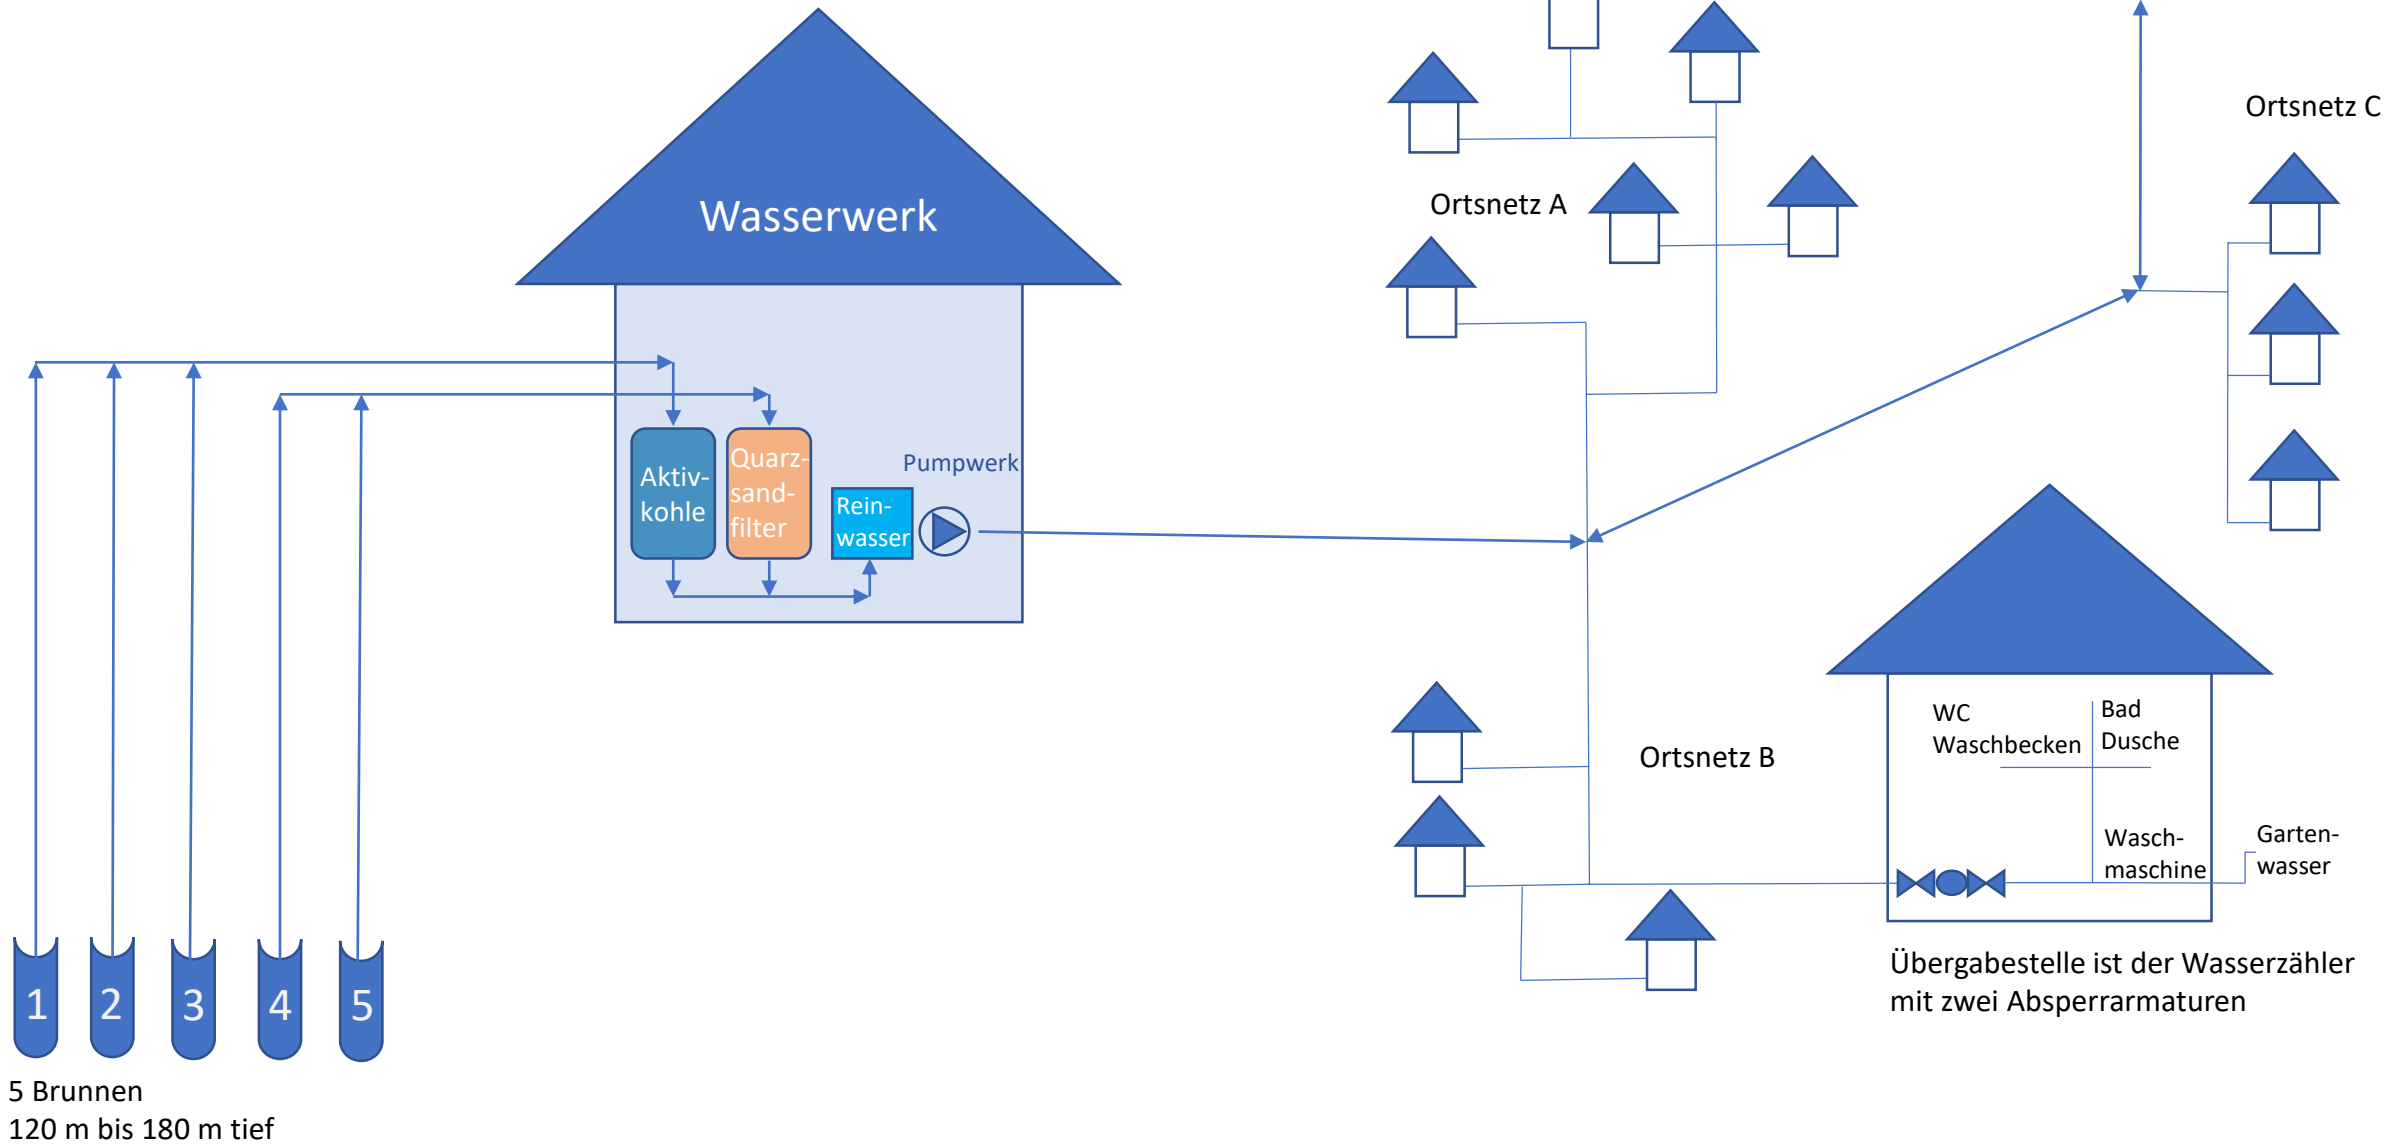 Wasserwerk
Aktiv-
kohle
Quarz-
sand-
filter
Rein-
wasser
Pumpwerk
1
2
3
4
5
5 Brunnen
120 m bis 180 m tief
Ortsnetz A
Ortsnetz C
Ortsnetz B
WC
Waschbecken
Bad
Dusche
Wasch-
maschine
Garten-
wasser
Übergabestelle ist der Wasserzähler
mit zwei Absperrarmaturen